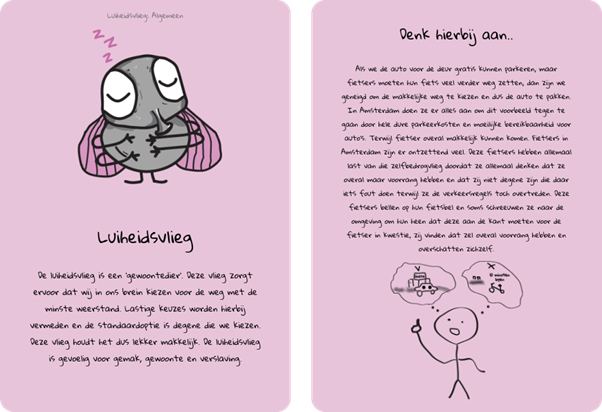 Luiheidsvlieg: Algemeen
z
z
z
Luiheidsvlieg
De luiheidsvlieg is een 'gewoontedier'. Deze vlieg zorgt
ervoor dat wij in ons brein kiezen voor de weg met de
minste weerstand. Lastige keuzes worden hierbij
vermeden en de standaardoptie is degene die we kiezen.
Deze vlieg houdt het dus lekker makkelijk. De luiheidsvlieg
is gevoelig voor gemak, gewoonte en verslaving.
Denk hierbij aan..
Als we de auto voor de deur gratis kunnen parkeren, maar
fietsers moeten hun fiets veel verder weg zetten, dan zijn we
geneigd om de makkelijke weg te kiezen en dus de auto te pakken.
In Amsterdam doen ze er alles aan om dit voorbeeld tegen te
gaan door hele dure parkeerkosten en moeilijke bereikbaarheid voor
auto's. Terwijl fietser overal makkelijk kunnen komen. Fietsers in
Amsterdam zijn er ontzettend veel. Deze fietsers hebben allemaal
last van die zelfbedrogvlieg doordat ze allemaal denken dat ze
overal maar voorrang hebben en dat zij niet degene zijn die daar
iets fout doen terwijl ze de verkeersregels toch overtreden. Deze
fietsers bellen op hun fietsbel en soms schreeuwen ze naar de
omgeving om hun heen dat deze aan de kant moeten voor de
fietser in kwestie, zij vinden dat zel overal voorrang hebben en
overschatten zichzelf.
V
X
10 minuten
lopen